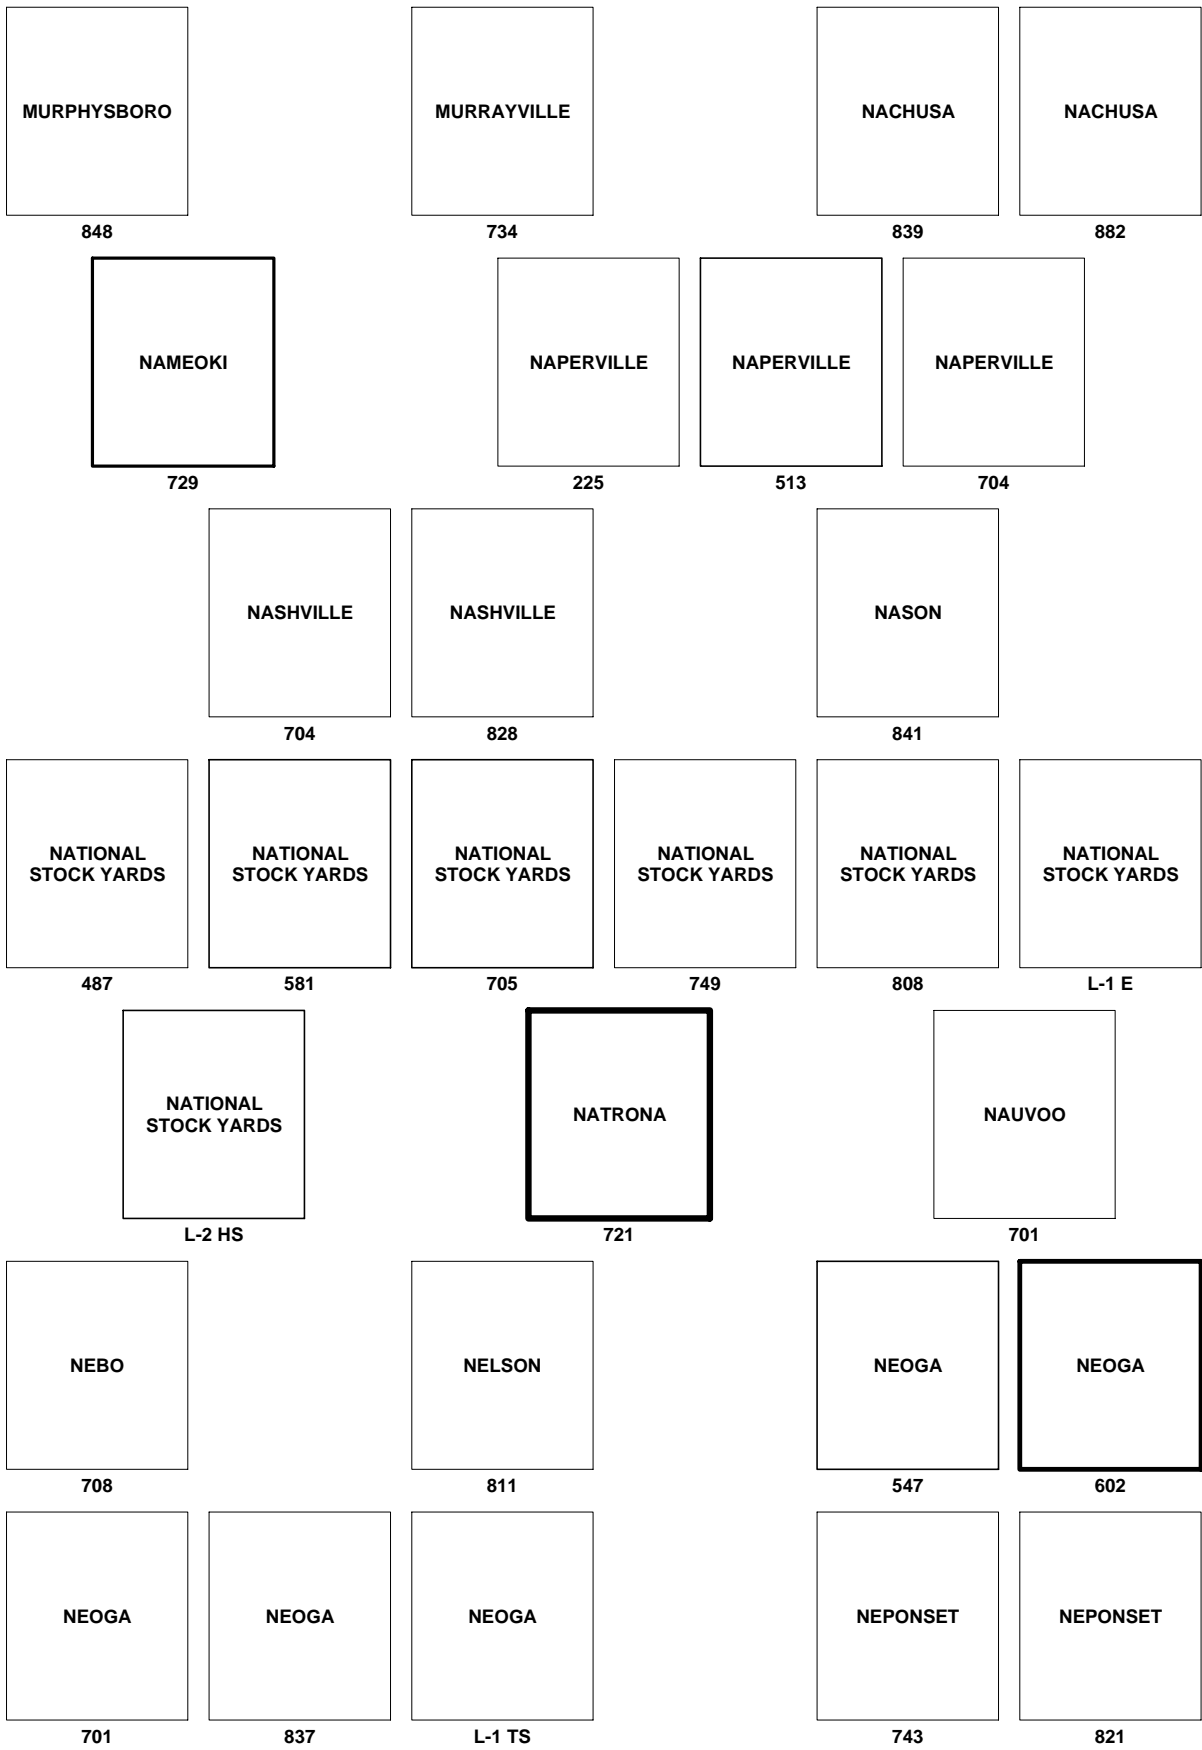 MURPHYSBORO MURRAYVILLE NACHUSA NACHUSA
848 734 839 882
NAMEOKI NAPERVILLE NAPERVILLE NAPERVILLE
729 225 513 704
NASHVILLE NASHVILLE NASON
704 828 841
NATIONAL NATIONAL NATIONAL NATIONAL NATIONAL NATIONAL
STOCK YARDS STOCK YARDS STOCK YARDS STOCK YARDS STOCK YARDS STOCK YARDS
487 581 705 749 808 L-1 E
NATIONAL
STOCK YARDS NATRONA NAUVOO
L-2 HS 721 701
NEBO NELSON NEOGA NEOGA
708 811 547 602
NEOGA NEOGA NEOGA NEPONSET NEPONSET
701 837 L-1 TS 743 821